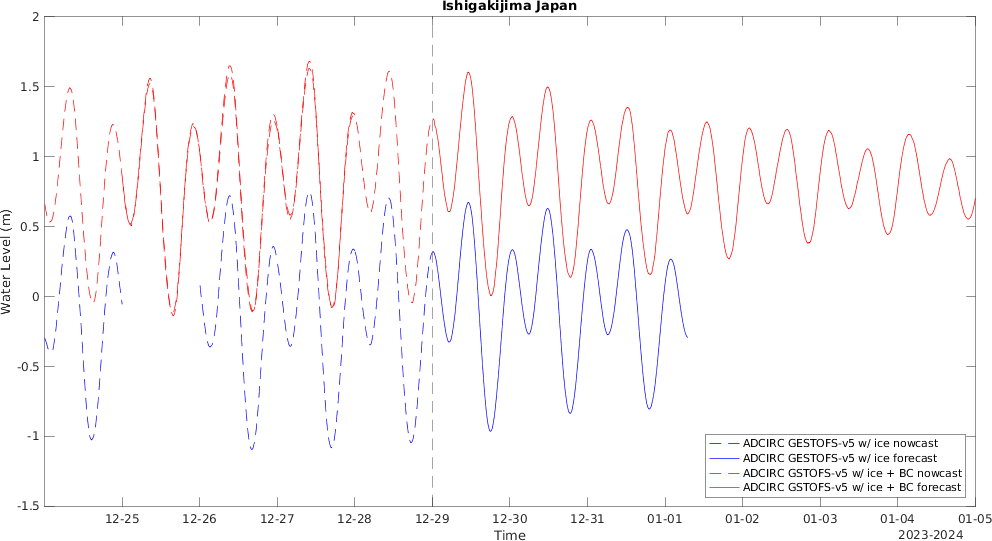 Ishigakijima Japan
2
1.5
1
0.5
0
-0.5
-1
-1.5
Water Level (m)
12-25 12-26 12-27 12-28 12-29 12-30 12-31 01-01 01-02 01-03 01-04 01-05
Time
2023-2024
ADCIRC GESTOFS-v5 w/ ice nowcast
ADCIRC GESTOFS-v5 w/ ice forecast
ADCIRC GSTOFS-v5 w/ ice + BC nowcast
ADCIRC GSTOFS-v5 w/ ice + BC forecast